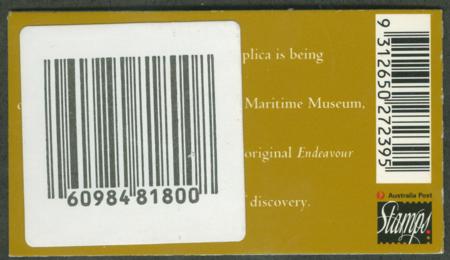 plica is being
Maritime Museum,
original Endeavour
discovery.
60984 81800
9 312650 272395
Australia Post
Stamps